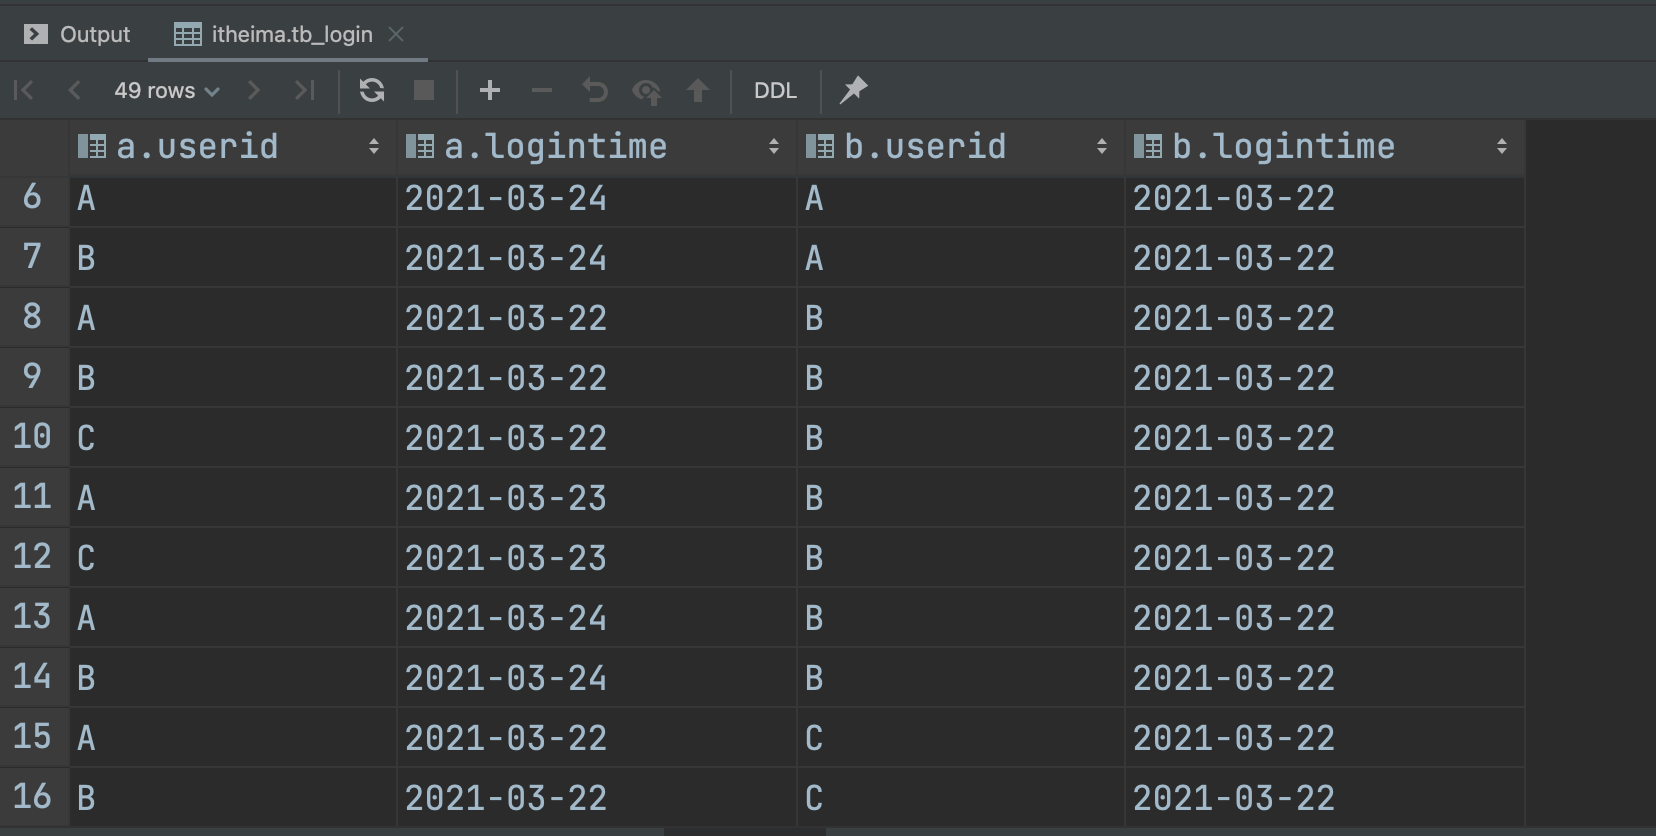 Output itheima.tb_login
49 rows DDL
a.userid a.logintime b.userid b.logintime
6 A 2021-03-24 A 2021-03-22
7 B 2021-03-24 A 2021-03-22
8 A 2021-03-22 B 2021-03-22
9 B 2021-03-22 B 2021-03-22
10 C 2021-03-22 B 2021-03-22
11 A 2021-03-23 B 2021-03-22
12 C 2021-03-23 B 2021-03-22
13 A 2021-03-24 B 2021-03-22
14 B 2021-03-24 B 2021-03-22
15 A 2021-03-22 C 2021-03-22
16 B 2021-03-22 C 2021-03-22